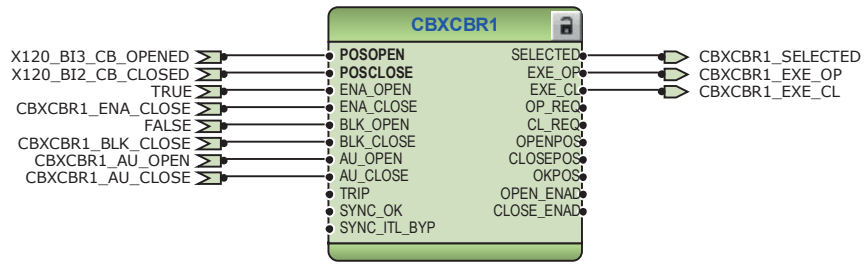 CBXCBR1
X120_BI3_CB_OPENED POSOPEN SELECTED CBXCBR1_SELECTED
X120_BI2_CB_CLOSED POSCLOSE EXE_OP CBXCBR1_EXE_OP
TRUE ENA_OPEN EXE_CL CBXCBR1_EXE_CL
CBXCBR1_ENA_CLOSE ENA_CLOSE OP_REQ
FALSE BLK_OPEN CL_REQ
CBXCBR1_BLK_CLOSE BLK_CLOSE OPENPOS
CBXCBR1_AU_OPEN AU_OPEN CLOSEPOS
CBXCBR1_AU_CLOSE AU_CLOSE OKPOS
TRIP OPEN_ENAD
SYNC_OK CLOSE_ENAD
SYNC_ITL_BYP